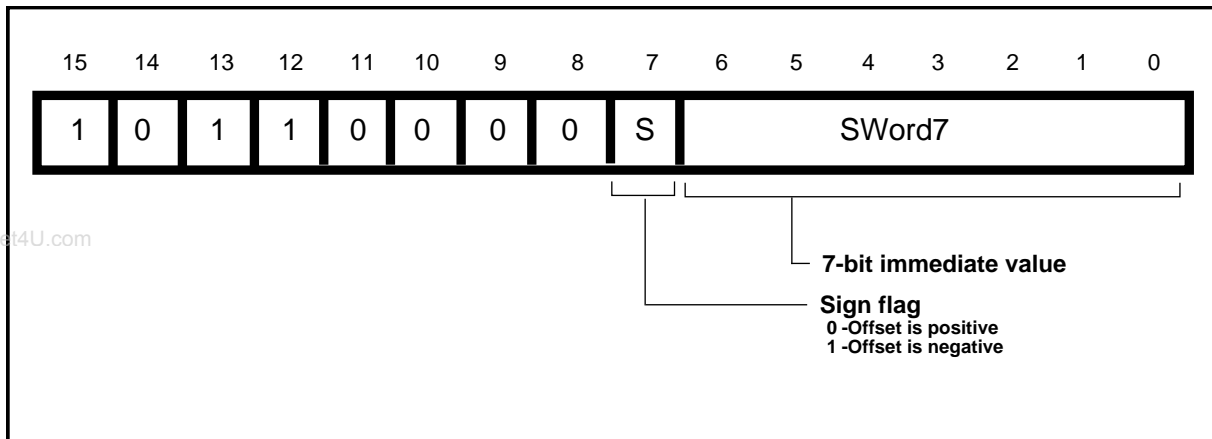 15 14 13 12 11 10 9 8 7 6 5 4 3 2 1 0
1 0 1 1 0 0 0 0 S SWord7
et4U.com
7-bit immediate value
Sign flag
0 -Offset is positive
1 -Offset is negative